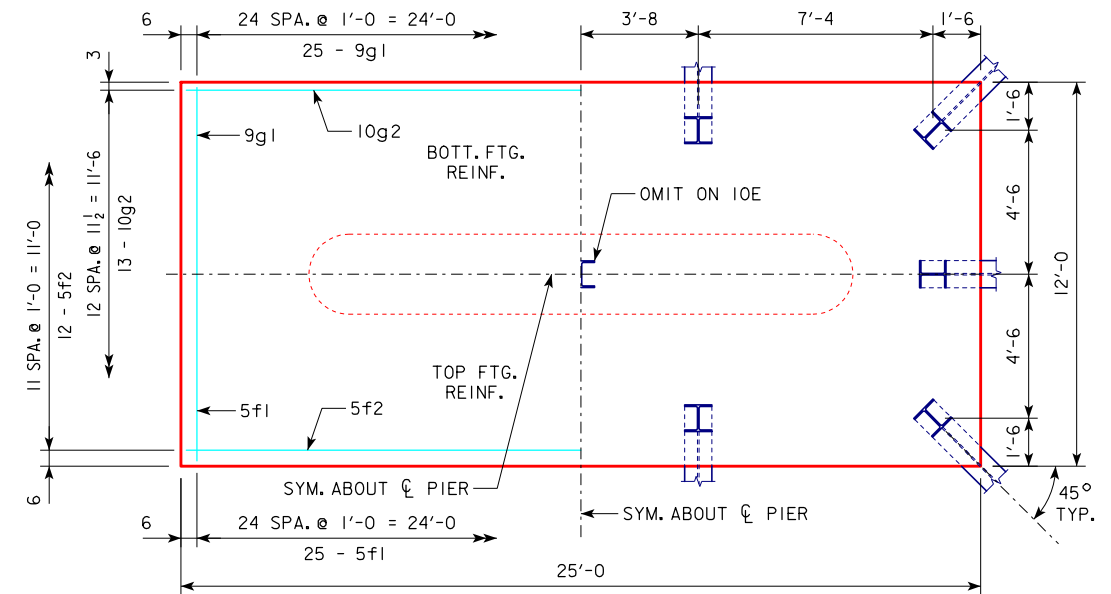 6
24 SPA. @ 1'-0 = 24'-0
25 - 9g1
3'-8
7'-4
1'-6
3
9g1
10g2
BOTT. FTG.
REINF.
OMIT ON 10E
1'-6
4'-6
12'-0
4'-6
1'-6
11 SPA. @ 1'-0 = 11'-0
12 - 5f2
12 SPA. @ 11 1/2 = 11'-6
13 - 10g2
TOP FTG.
REINF.
5f1
5f2
SYM. ABOUT ℄ PIER
SYM. ABOUT ℄ PIER
45°
TYP.
6
6
24 SPA. @ 1'-0 = 24'-0
25 - 5f1
25'-0